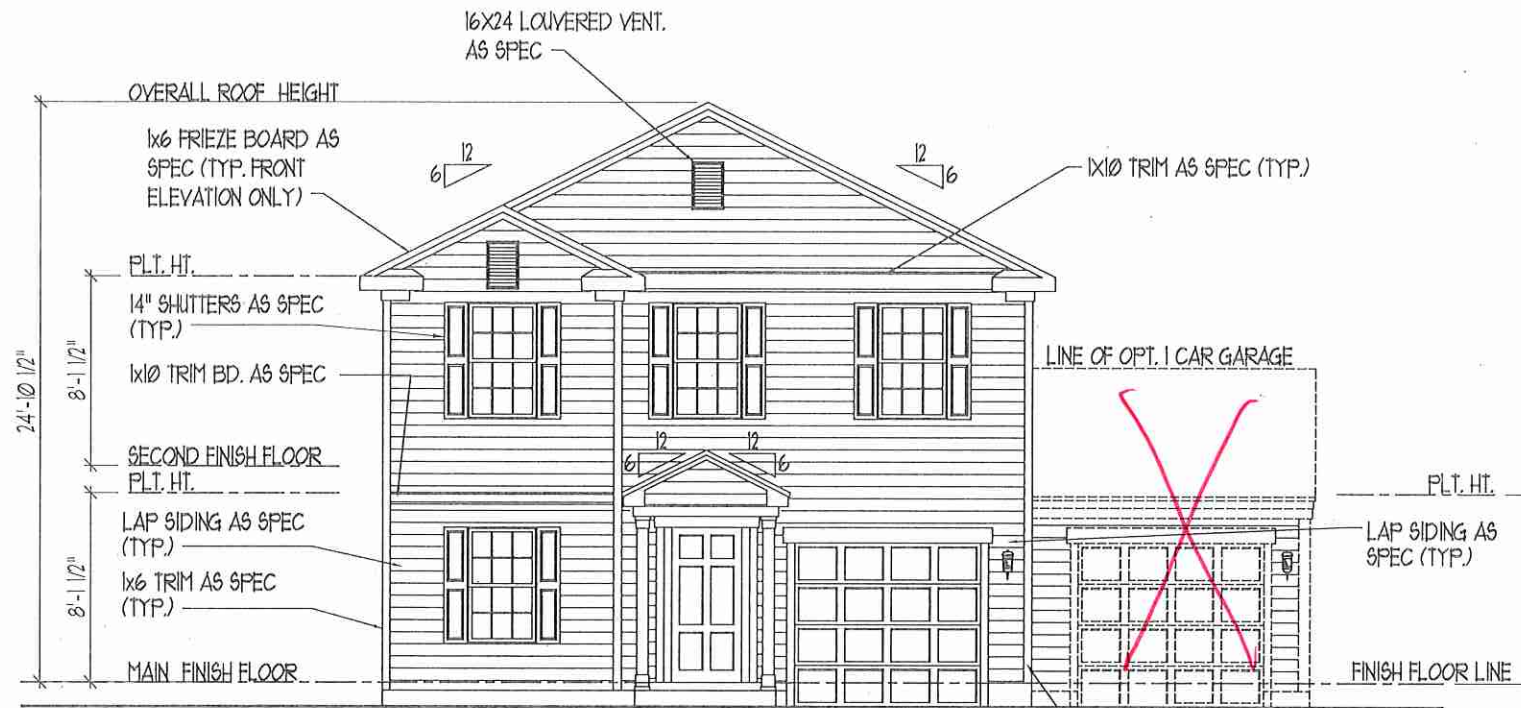 16X24 LOUVERED VENT.
AS SPEC
OVERALL ROOF HEIGHT
1x6 FRIEZE BOARD AS
SPEC (TYP. FRONT
ELEVATION ONLY)
12
6
12
6
1X10 TRIM AS SPEC (TYP.)
PLT. HT.
14" SHUTTERS AS SPEC
(TYP.)
1x10 TRIM BD. AS SPEC
24'-10 1/2"
8'-1 1/2"
LINE OF OPT. 1 CAR GARAGE
SECOND FINISH FLOOR
PLT. HT.
12
6
12
6
PLT. HT.
LAP SIDING AS SPEC
(TYP.)
1x6 TRIM AS SPEC
(TYP.)
8'-1 1/2"
LAP SIDING AS
SPEC (TYP.)
MAIN FINISH FLOOR
FINISH FLOOR LINE